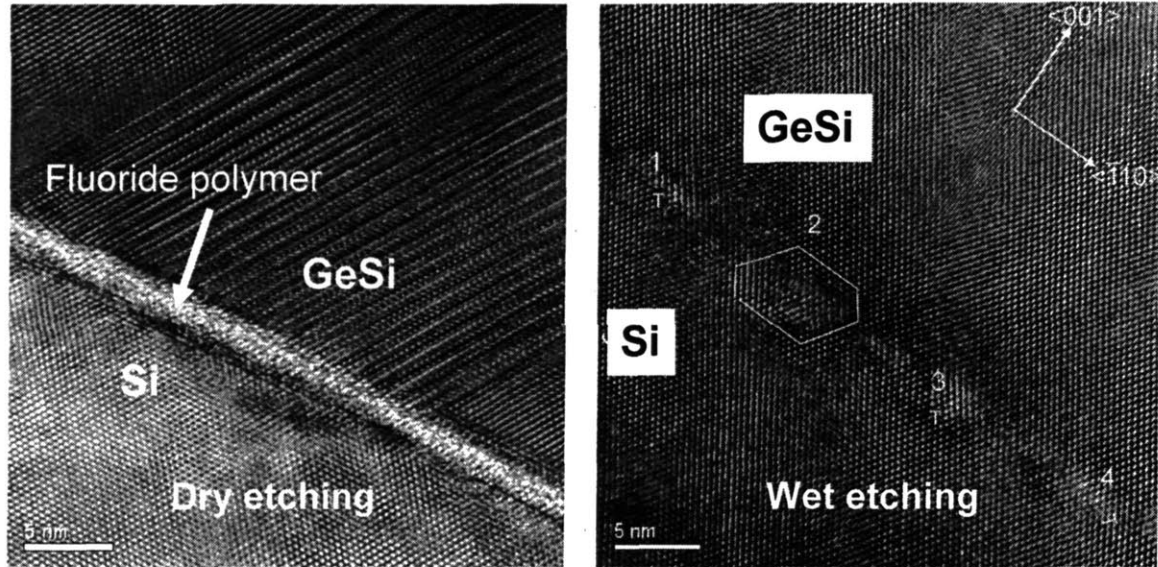 Fluoride polymer
GeSi
Si
Dry etching
5 nm
<001>
GeSi
<110>
1
T
2
Si
3
T
4
Wet etching
5 nm